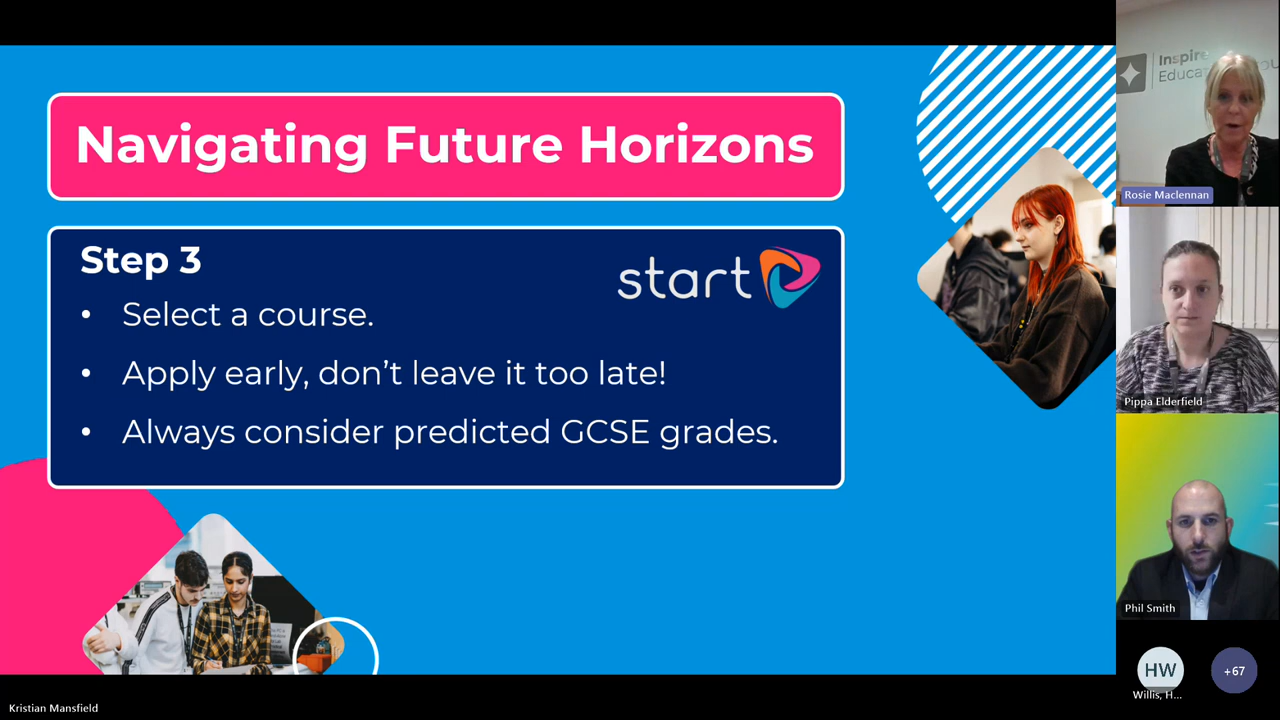 Navigating Future Horizons
Step 3
start
• Select a course.
• Apply early, don’t leave it too late!
• Always consider predicted GCSE grades.
Inspire
Rosie Maclennan
Pippa Elderfield
Phil Smith
HW
+67
Willis, H...
Kristian Mansfield